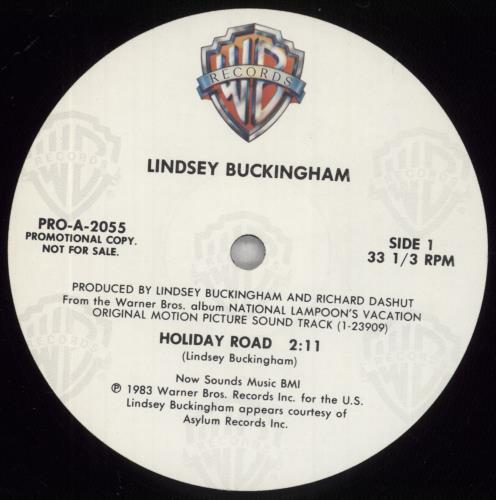 WB
RECORDS
LINDSEY BUCKINGHAM
PRO-A-2055
PROMOTIONAL COPY.
NOT FOR SALE.
SIDE 1
33 1/3 RPM
PRODUCED BY LINDSEY BUCKINGHAM AND RICHARD DASHUT
From the Warner Bros. album NATIONAL LAMPOON'S VACATION
ORIGINAL MOTION PICTURE SOUND TRACK (1-23909)
HOLIDAY ROAD 2:11
(Lindsey Buckingham)
Now Sounds Music BMI
℗ 1983 Warner Bros. Records Inc. for the U.S.
Lindsey Buckingham appears courtesy of
Asylum Records Inc.